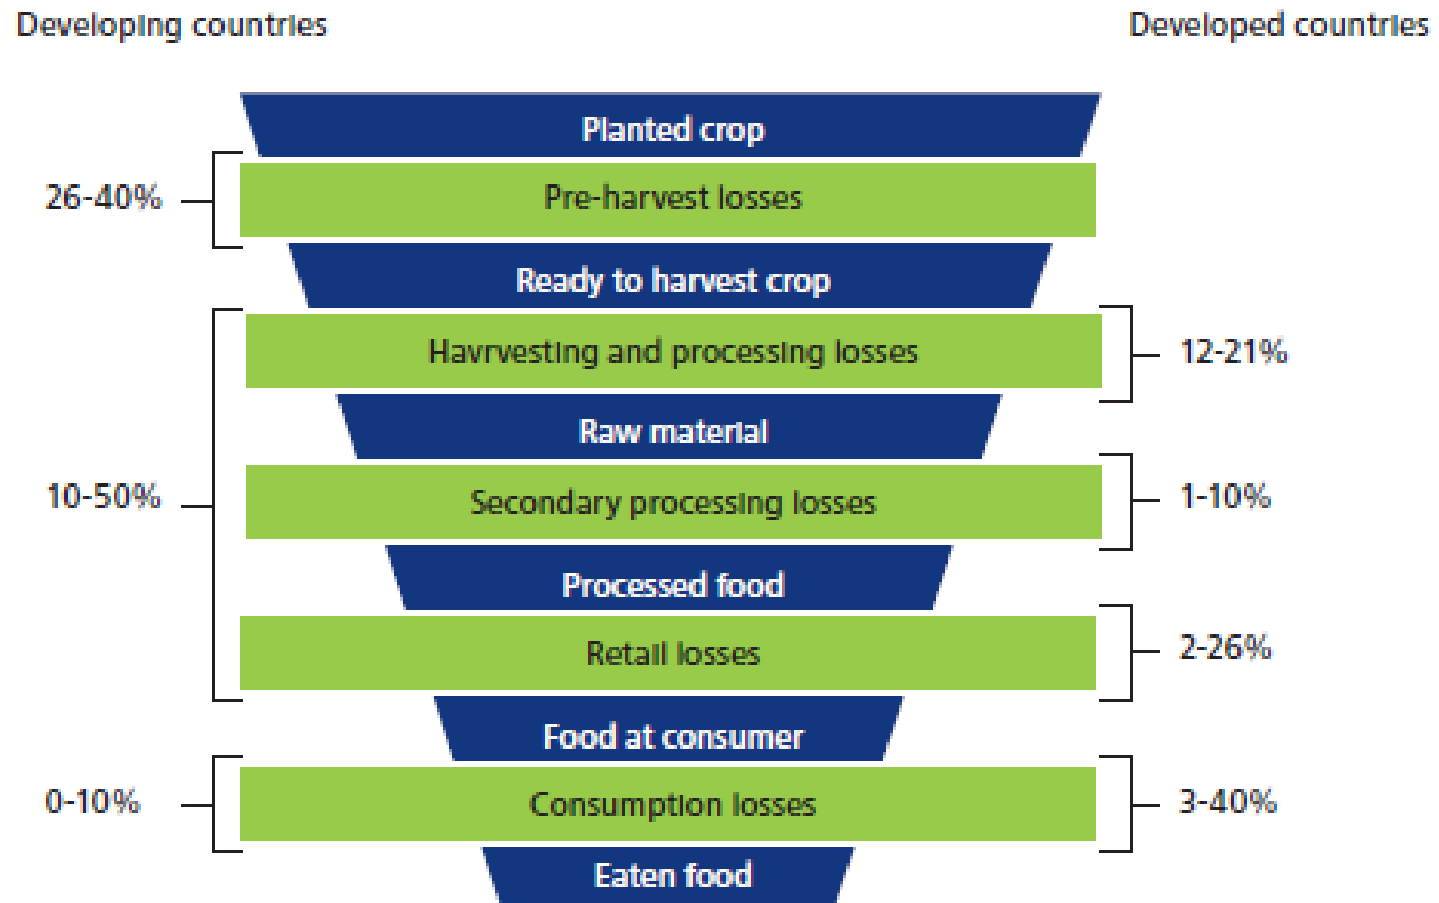 Developing countries
Developed countries
Planted crop
26-40%
Pre-harvest losses
Ready to harvest crop
Havrvesting and processing losses
12-21%
Raw material
10-50%
Secondary processing losses
1-10%
Processed food
Retail losses
2-26%
Food at consumer
0-10%
Consumption losses
3-40%
Eaten food